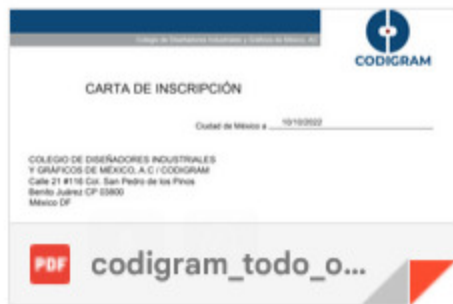 Colegio de Diseñadores Industriales y Gráficos de México, AC
CODIGRAM
CARTA DE INSCRIPCIÓN
Ciudad de México a 10/10/2022
COLEGIO DE DISEÑADORES INDUSTRIALES
Y GRÁFICOS DE MÉXICO, A.C / CODIGRAM
Calle 21 #116 Col. San Pedro de los Pinos
Benito Juárez CP 03800
México DF
PDF
codigram_todo_o...